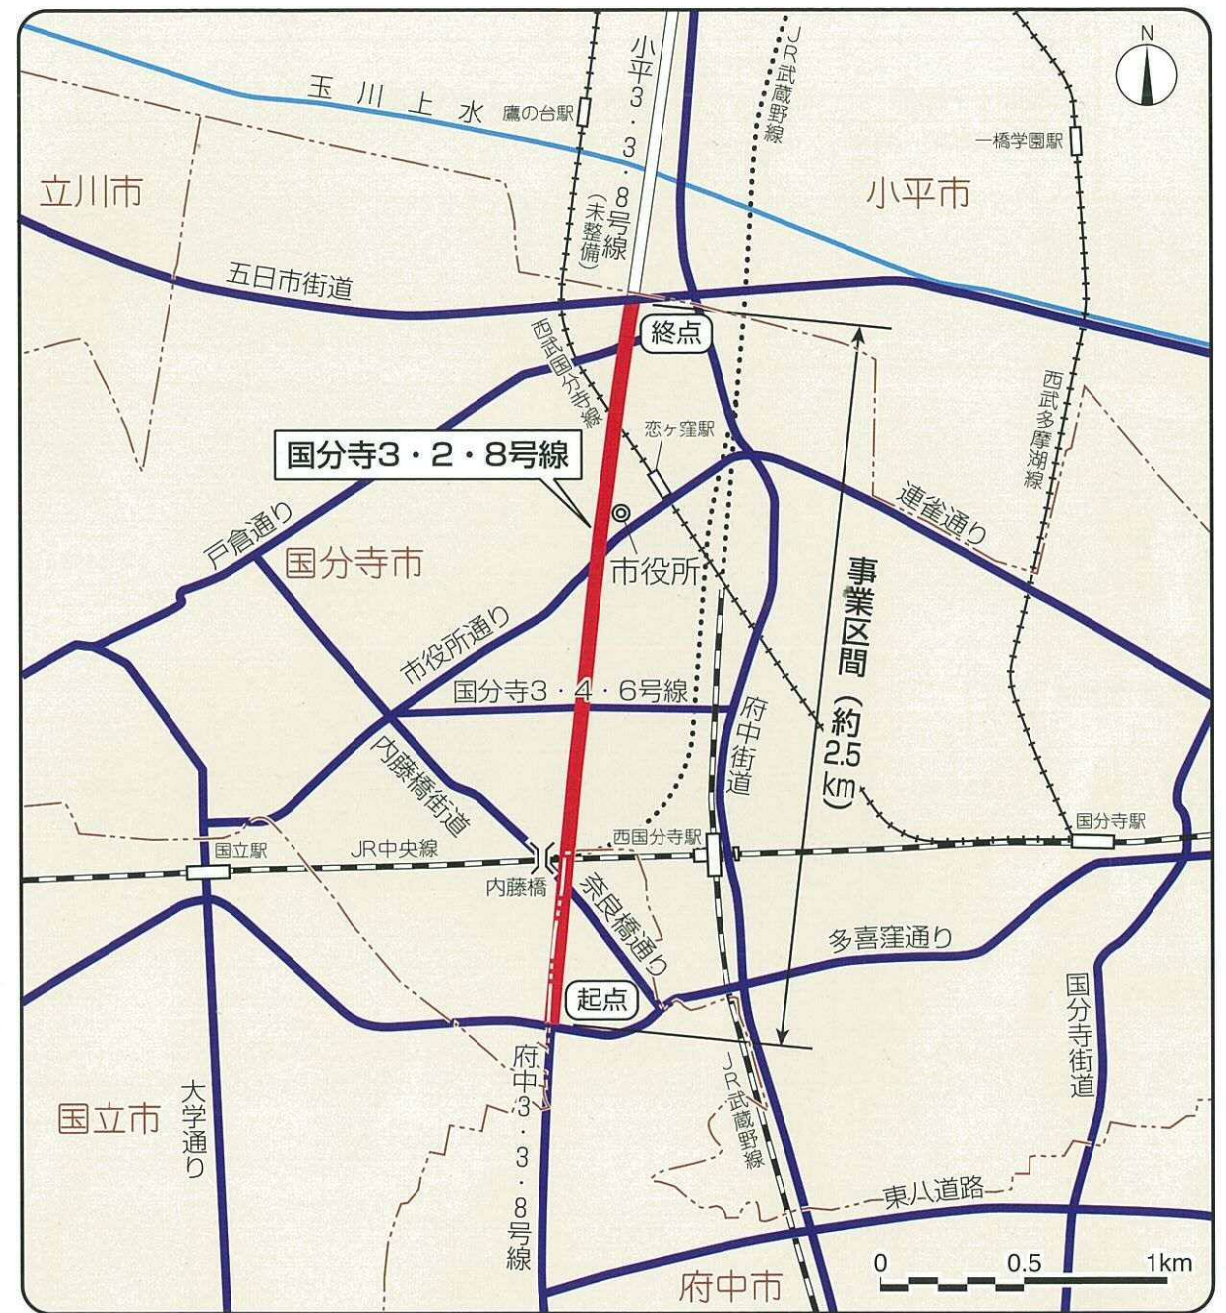 N
玉川上水
鷹の台駅
小平3・3・8号線
(未整備)
JR武蔵野線
一橋学園駅
立川市
小平市
五日市街道
終点
西武国分寺線
西武多摩湖線
恋ヶ窪駅
国分寺3・2・8号線
連雀通り
戸倉通り
国分寺市
市役所
事業区間(約2.5km)
市役所通り
国分寺3・4・6号線
府中街道
内藤橋街道
国立駅
JR中央線
西国分寺駅
国分寺駅
内藤橋
奈良橋通り
多喜窪通り
起点
国分寺街道
府中3・3・8号線
JR武蔵野線
国立市
大学通り
東八道路
府中市
0 0.5 1km